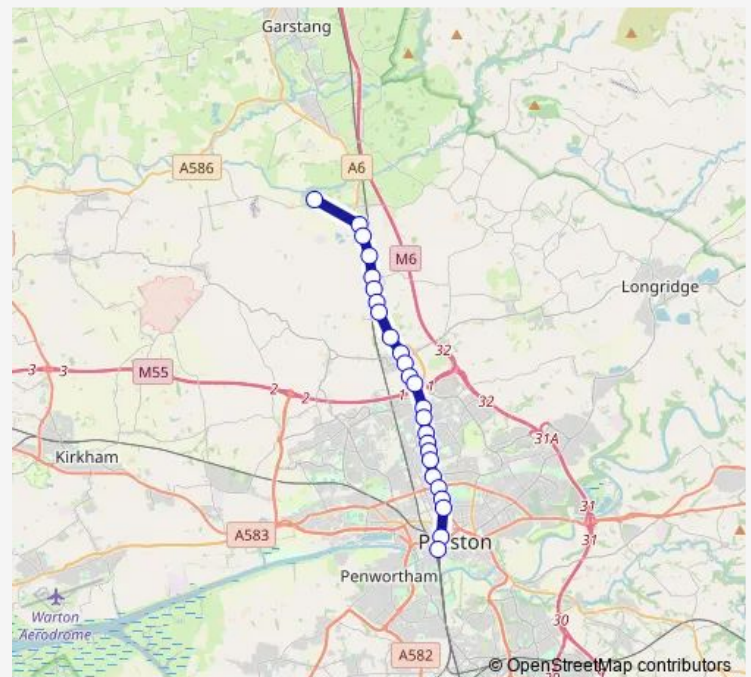 Garstang
A586
A6
M6
Longridge
M55
3
3
2
2
1
1
32
32
31A
Kirkham
31
31
A583
Preston
Penwortham
Warton
Aerodrome
30
A582
© OpenStreetMap contributors